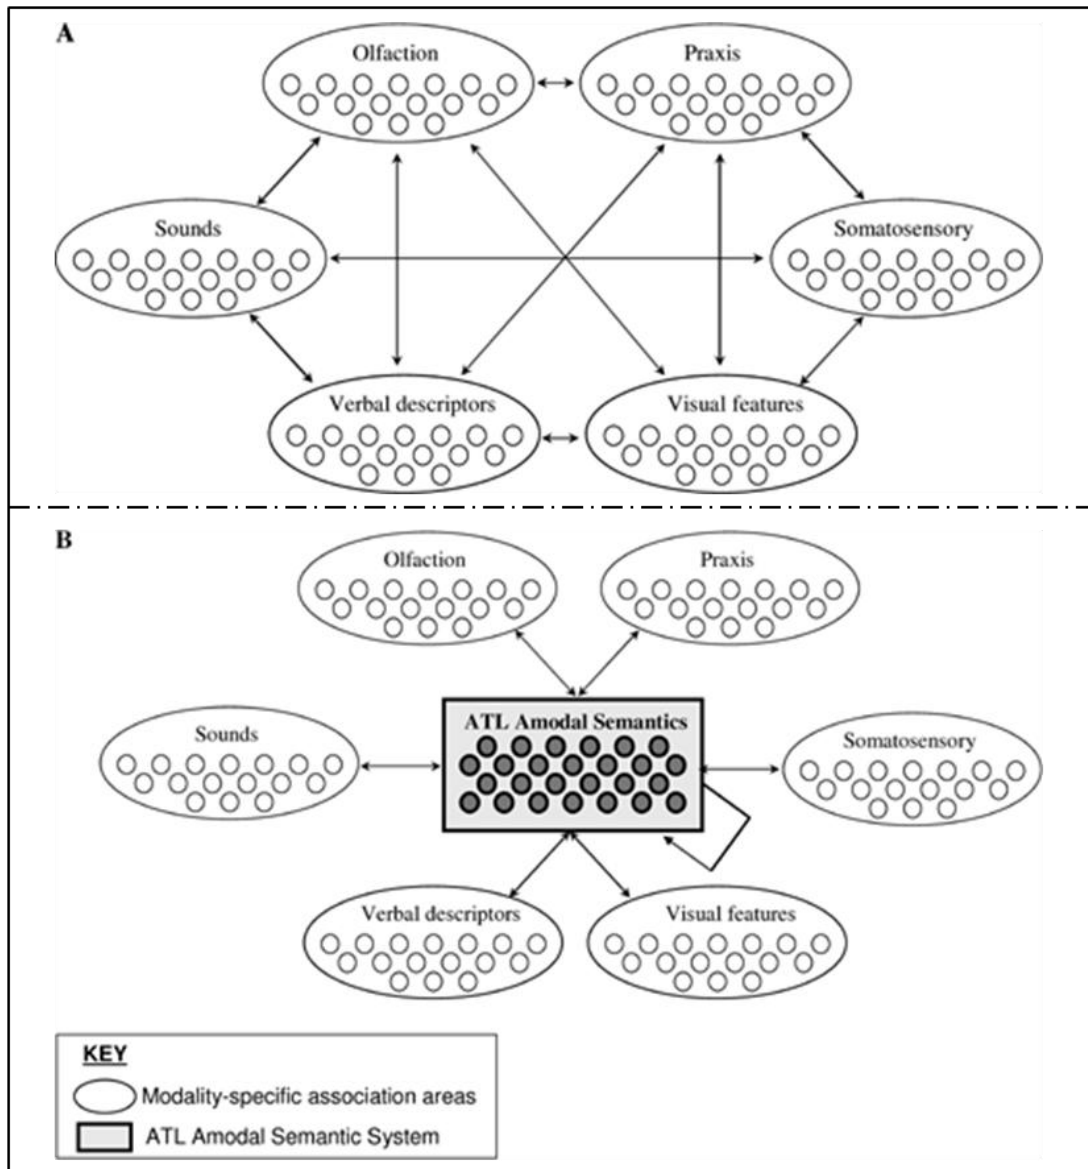 A
Olfaction
Praxis
Sounds
Somatosensory
Verbal descriptors
Visual features
B
Olfaction
Praxis
ATL Amodal Semantics
Sounds
Somatosensory
Verbal descriptors
Visual features
KEY
Modality-specific association areas
ATL Amodal Semantic System